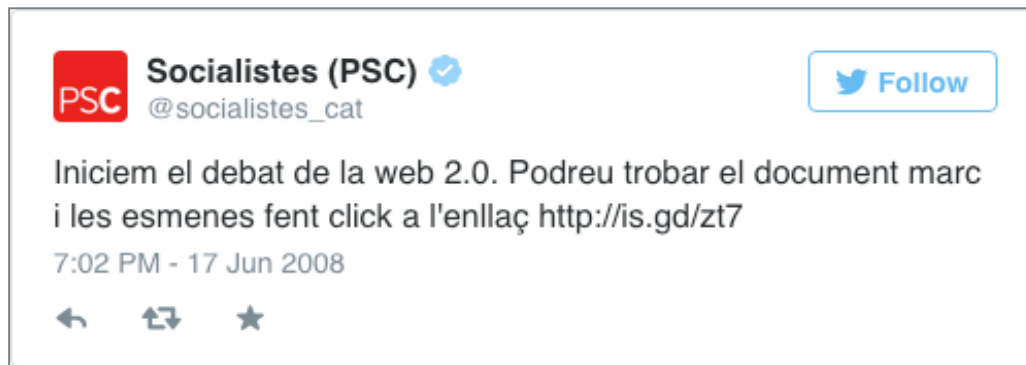 Socialistes (PSC)
PSC
@socialistes_cat
Follow
Iniciem el debat de la web 2.0. Podreu trobar el document marc
i les esmenes fent click a l'enllaç http://is.gd/zt7
7:02 PM - 17 Jun 2008